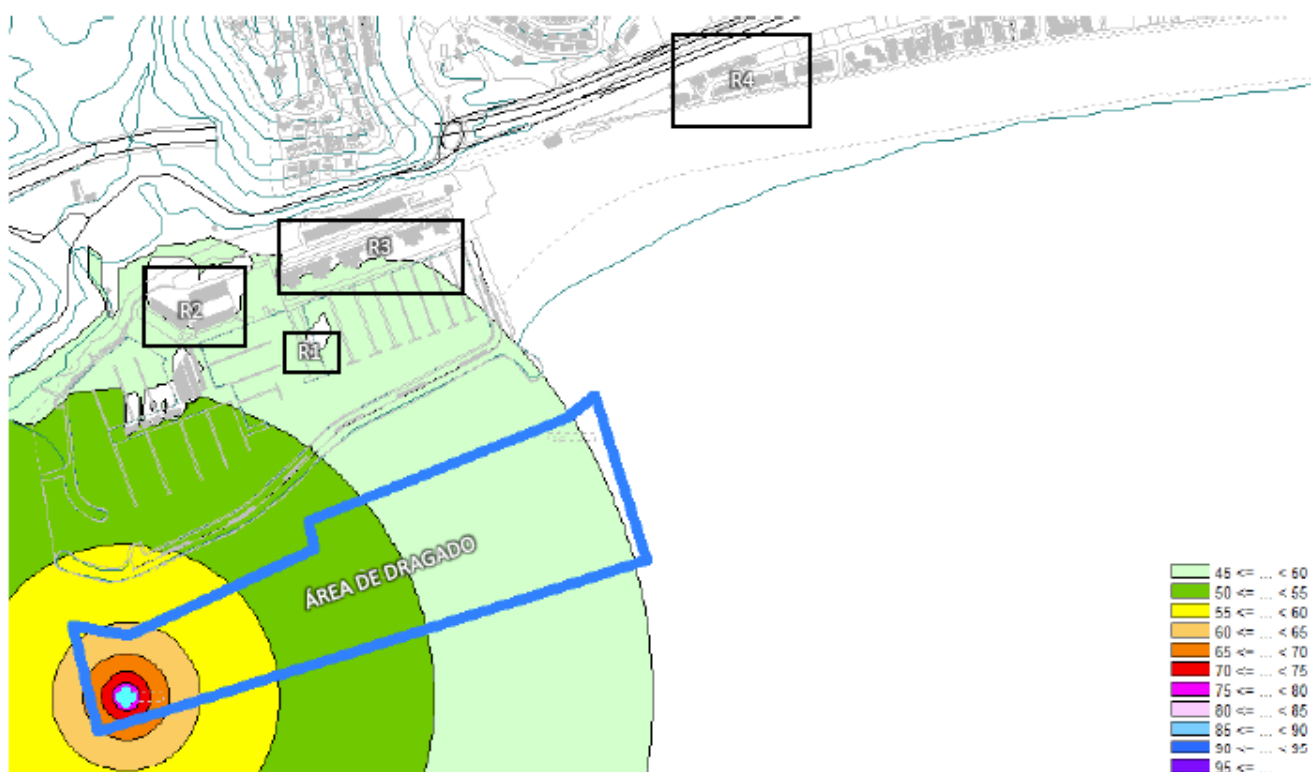 R4
R3
R2
R1
ÁREA DE DRAGADO
45 <= ... < 50
50 <= ... < 55
55 <= ... < 60
60 <= ... < 65
65 <= ... < 70
70 <= ... < 75
75 <= ... < 80
80 <= ... < 85
85 <= ... < 90
90 <= ... < 95
95 <= ...